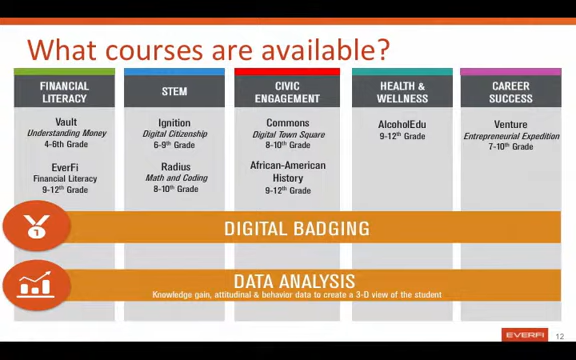 What courses are available?
FINANCIAL
LITERACY
Vault
Understanding Money
4-6th Grade
EverFi
Financial Literacy
9-12th Grade
STEM
Ignition
Digital Citizenship
6-9th Grade
Radius
Math and Coding
8-10th Grade
CIVIC
ENGAGEMENT
Commons
Digital Town Square
8-10th Grade
African-American
History
9-12th Grade
HEALTH &
WELLNESS
AlcoholEdu
9-12th Grade
CAREER
SUCCESS
Venture
Entrepreneurial Expedition
7-10th Grade
1
DIGITAL BADGING
DATA ANALYSIS
Knowledge gain, attitudinal & behavior data to create a 3-D view of the student
EVERFI
12